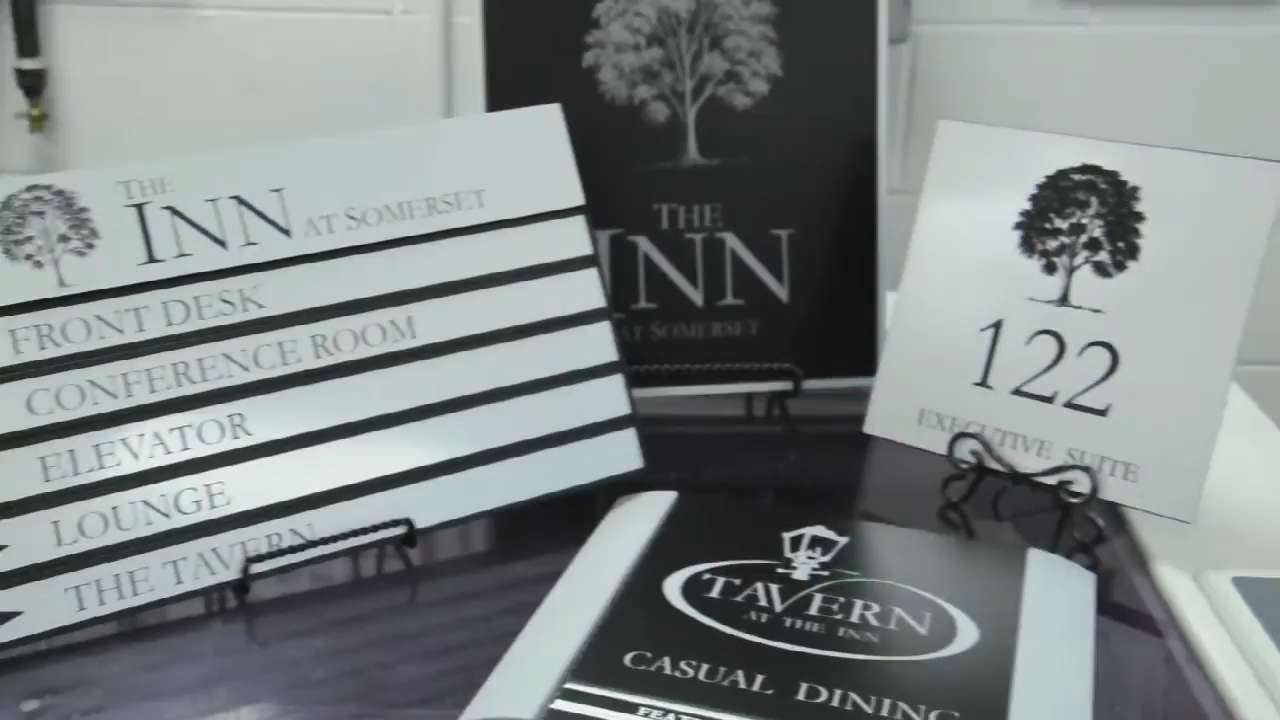 THE
INN AT SOMERSET
FRONT DESK
CONFERENCE ROOM
ELEVATOR
LOUNGE
THE TAVERN
THE
INN
AT SOMERSET
122
EXECUTIVE SUITE
TAVERN
AT THE INN
CASUAL DINING